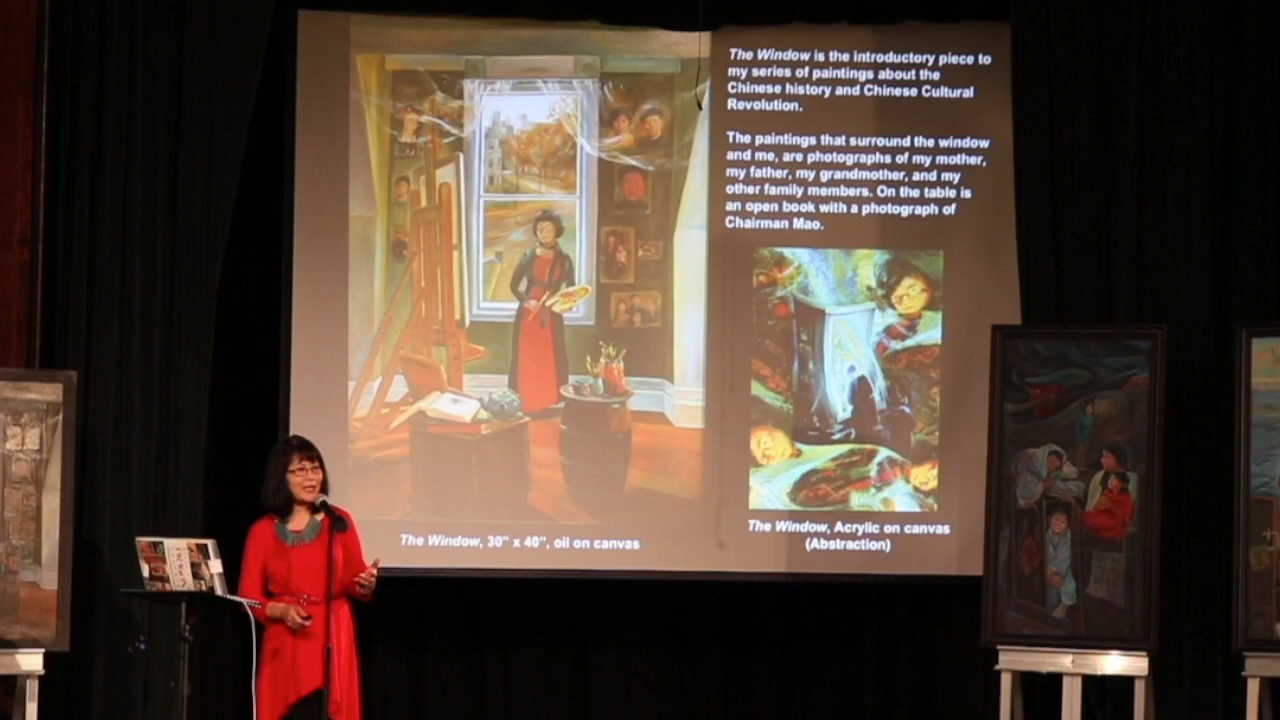 The Window is the introductory piece to
my series of paintings about the
Chinese history and Chinese Cultural
Revolution.
The paintings that surround the window
and me, are photographs of my mother,
my father, my grandmother, and my
other family members. On the table is
an open book with a photograph of
Chairman Mao.
The Window, 30" x 40", oil on canvas
The Window, Acrylic on canvas
(Abstraction)